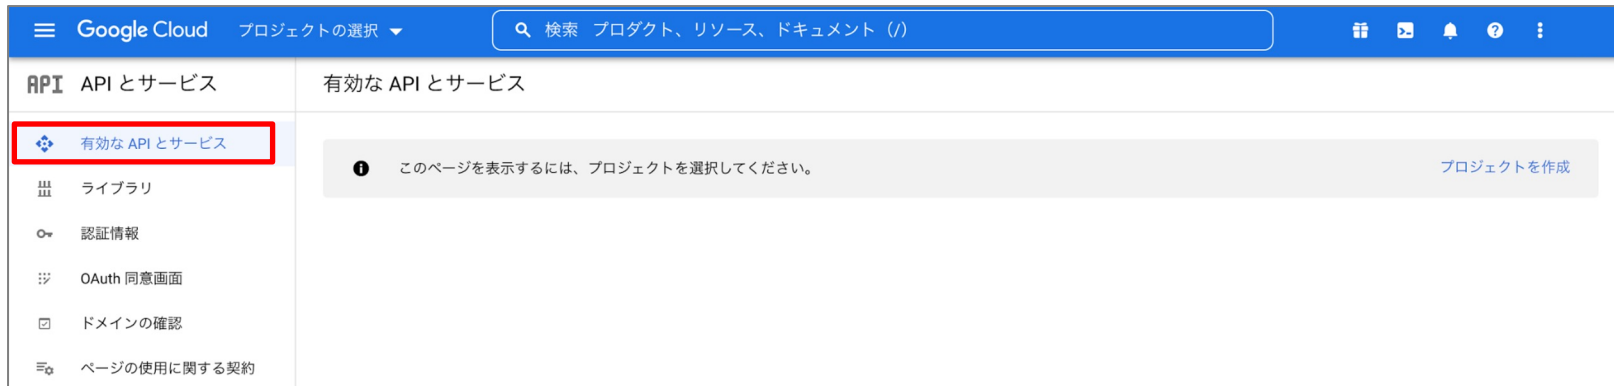 Google Cloud プロジェクトの選択 検索 プロダクト、リソース、ドキュメント (/)
API API とサービス
有効な API とサービス
有効な API とサービス
ライブラリ
認証情報
OAuth 同意画面
ドメインの確認
ページの使用に関する契約
このページを表示するには、プロジェクトを選択してください。 プロジェクトを作成